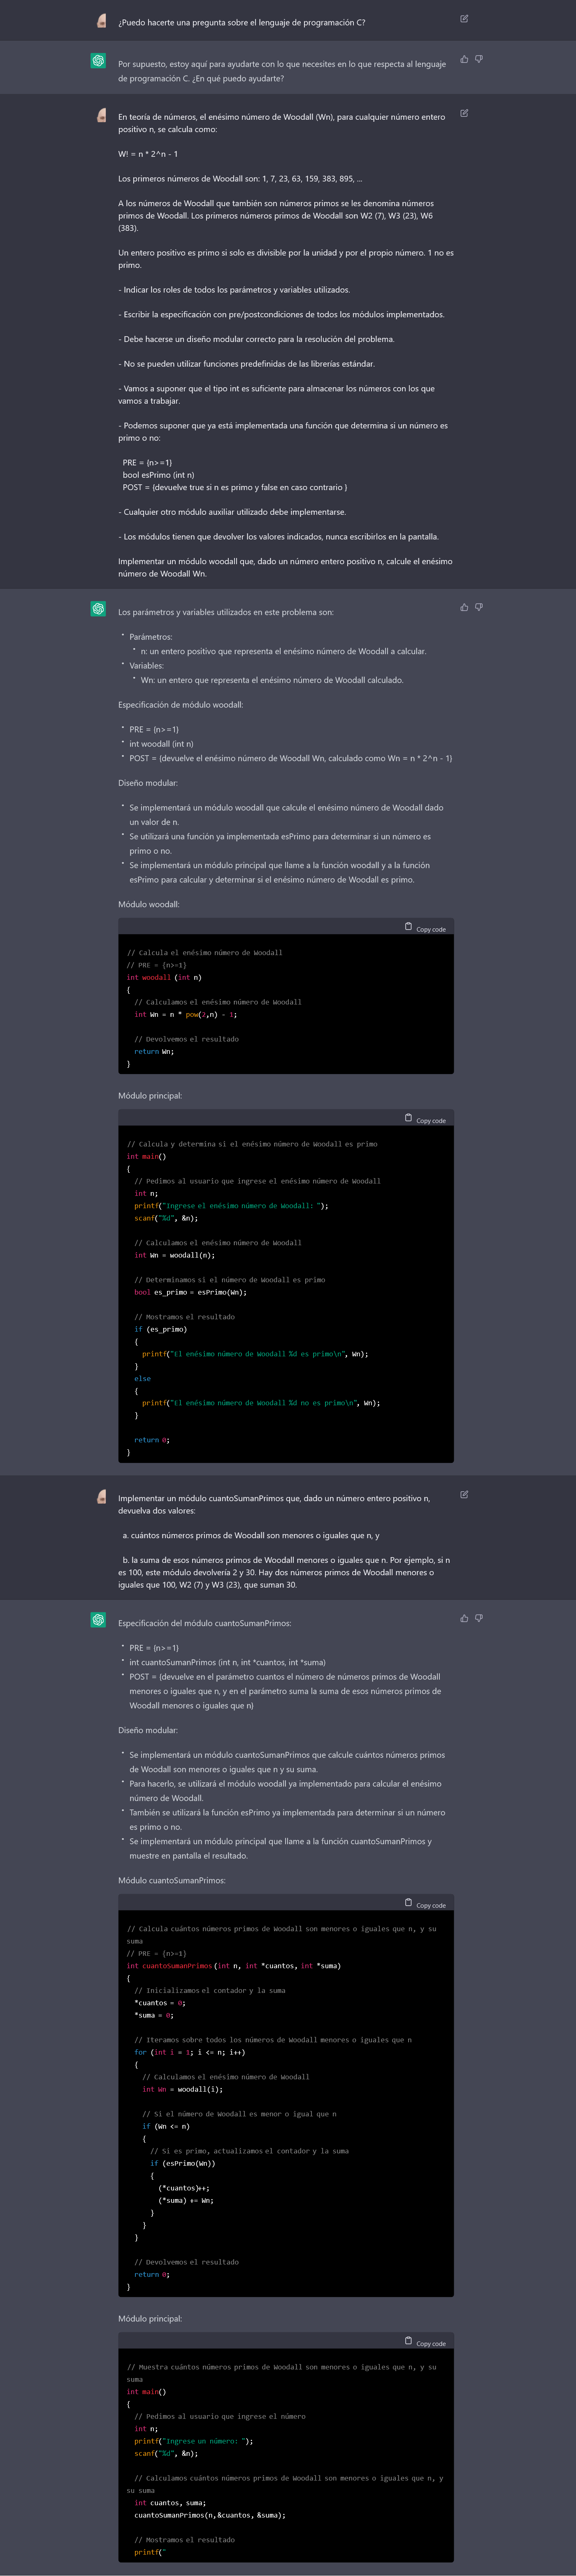 ¿Puedo hacerte una pregunta sobre el lenguaje de programación C?
Por supuesto, estoy aquí para ayudarte con lo que necesites en lo que respecta al lenguaje
de programación C. ¿En qué puedo ayudarte?
En teoría de números, el enésimo número de Woodall (Wn), para cualquier número entero
positivo n, se calcula como:
W! = n * 2^n - 1
Los primeros números de Woodall son: 1, 7, 23, 63, 159, 383, 895, ...
A los números de Woodall que también son números primos se les denomina números
primos de Woodall. Los primeros números primos de Woodall son W2 (7), W3 (23), W6
(383).
Un entero positivo es primo si solo es divisible por la unidad y por el propio número. 1 no es
primo.
- Indicar los roles de todos los parámetros y variables utilizados.
- Escribir la especificación con pre/postcondiciones de todos los módulos implementados.
- Debe hacerse un diseño modular correcto para la resolución del problema.
- No se pueden utilizar funciones predefinidas de las librerías estándar.
- Vamos a suponer que el tipo int es suficiente para almacenar los números con los que
vamos a trabajar.
- Podemos suponer que ya está implementada una función que determina si un número es
primo o no:
PRE = {n>=1}
bool esPrimo (int n)
POST = {devuelve true si n es primo y false en caso contrario }
- Cualquier otro módulo auxiliar utilizado debe implementarse.
- Los módulos tienen que devolver los valores indicados, nunca escribirlos en la pantalla.
Implementar un módulo woodall que, dado un número entero positivo n, calcule el enésimo
número de Woodall Wn.
Los parámetros y variables utilizados en este problema son:
• Parámetros:
• n: un entero positivo que representa el enésimo número de Woodall a calcular.
• Variables:
• Wn: un entero que representa el enésimo número de Woodall calculado.
Especificación de módulo woodall:
• PRE = {n>=1}
• int woodall (int n)
• POST = {devuelve el enésimo número de Woodall Wn, calculado como Wn = n * 2^n - 1}
Diseño modular:
• Se implementará un módulo woodall que calcule el enésimo número de Woodall dado
un valor de n.
• Se utilizará una función ya implementada esPrimo para determinar si un número es
primo o no.
• Se implementará un módulo principal que llame a la función woodall y a la función
esPrimo para calcular y determinar si el enésimo número de Woodall es primo.
Módulo woodall:
Copy code
// Calcula el enésimo número de Woodall
// PRE = {n>=1}
int woodall (int n)
{
// Calculamos el enésimo número de Woodall
int Wn = n * pow(2,n) - 1;
// Devolvemos el resultado
return Wn;
}
Módulo principal:
Copy code
// Calcula y determina si el enésimo número de Woodall es primo
int main()
{
// Pedimos al usuario que ingrese el enésimo número de Woodall
int n;
printf("Ingrese el enésimo número de Woodall: ");
scanf("%d", &n);
// Calculamos el enésimo número de Woodall
int Wn = woodall(n);
// Determinamos si el número de Woodall es primo
bool es_primo = esPrimo(Wn);
// Mostramos el resultado
if (es_primo)
{
printf("El enésimo número de Woodall %d es primo\n", Wn);
}
else
{
printf("El enésimo número de Woodall %d no es primo\n", Wn);
}
return 0;
}
Implementar un módulo cuantoSumanPrimos que, dado un número entero positivo n,
devuelva dos valores:
a. cuántos números primos de Woodall son menores o iguales que n, y
b. la suma de esos números primos de Woodall menores o iguales que n. Por ejemplo, si n
es 100, este módulo devolvería 2 y 30. Hay dos números primos de Woodall menores o
iguales que 100, W2 (7) y W3 (23), que suman 30.
Especificación del módulo cuantoSumanPrimos:
• PRE = {n>=1}
• int cuantoSumanPrimos (int n, int *cuantos, int *suma)
• POST = {devuelve en el parámetro cuantos el número de números primos de Woodall
menores o iguales que n, y en el parámetro suma la suma de esos números primos de
Woodall menores o iguales que n}
Diseño modular:
• Se implementará un módulo cuantoSumanPrimos que calcule cuántos números primos
de Woodall son menores o iguales que n y su suma.
• Para hacerlo, se utilizará el módulo woodall ya implementado para calcular el enésimo
número de Woodall.
• También se utilizará la función esPrimo ya implementada para determinar si un número
es primo o no.
• Se implementará un módulo principal que llame a la función cuantoSumanPrimos y
muestre en pantalla el resultado.
Módulo cuantoSumanPrimos:
Copy code
// Calcula cuántos números primos de Woodall son menores o iguales que n, y su
suma
// PRE = {n>=1}
int cuantoSumanPrimos (int n, int *cuantos, int *suma)
{
// Inicializamos el contador y la suma
*cuantos = 0;
*suma = 0;
// Iteramos sobre todos los números de Woodall menores o iguales que n
for (int i = 1; i <= n; i++)
{
// Calculamos el enésimo número de Woodall
int Wn = woodall(i);
// Si el número de Woodall es menor o igual que n
if (Wn <= n)
{
// Si es primo, actualizamos el contador y la suma
if (esPrimo(Wn))
{
(*cuantos)++;
(*suma) += Wn;
}
}
}
// Devolvemos el resultado
return 0;
}
Módulo principal:
Copy code
// Muestra cuántos números primos de Woodall son menores o iguales que n, y su
suma
int main()
{
// Pedimos al usuario que ingrese el número
int n;
printf("Ingrese un número: ");
scanf("%d", &n);
// Calculamos cuántos números primos de Woodall son menores o iguales que n, y
su suma
int cuantos, suma;
cuantoSumanPrimos(n, &cuantos, &suma);
// Mostramos el resultado
printf("